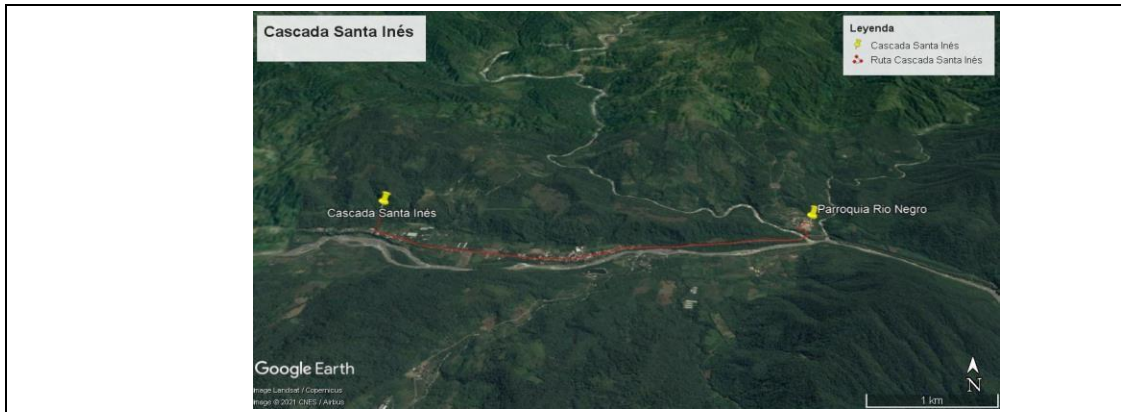 Cascada Santa Inés
Leyenda
Cascada Santa Inés
Ruta Cascada Santa Inés
Cascada Santa Inés
Parroquia Rio Negro
Google Earth
Image Landsat / Copernicus
Image © 2021 CNES / Airbus
N
1 km